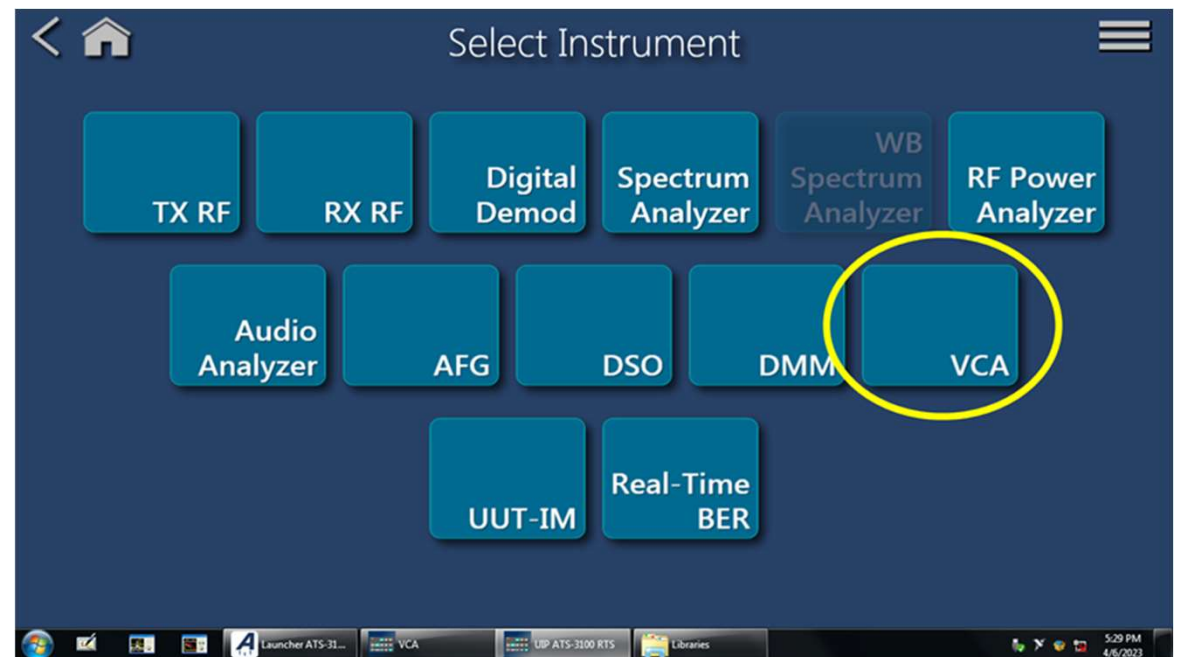 Select Instrument
TX RF
RX RF
Digital
Demod
Spectrum
Analyzer
WB
Spectrum
Analyzer
RF Power
Analyzer
Audio
Analyzer
AFG
DSO
DMM
VCA
UUT-IM
Real-Time
BER
Launcher ATS-31...
VCA
UIP ATS-3100 RTS
Libraries
5:29 PM
4/6/2023